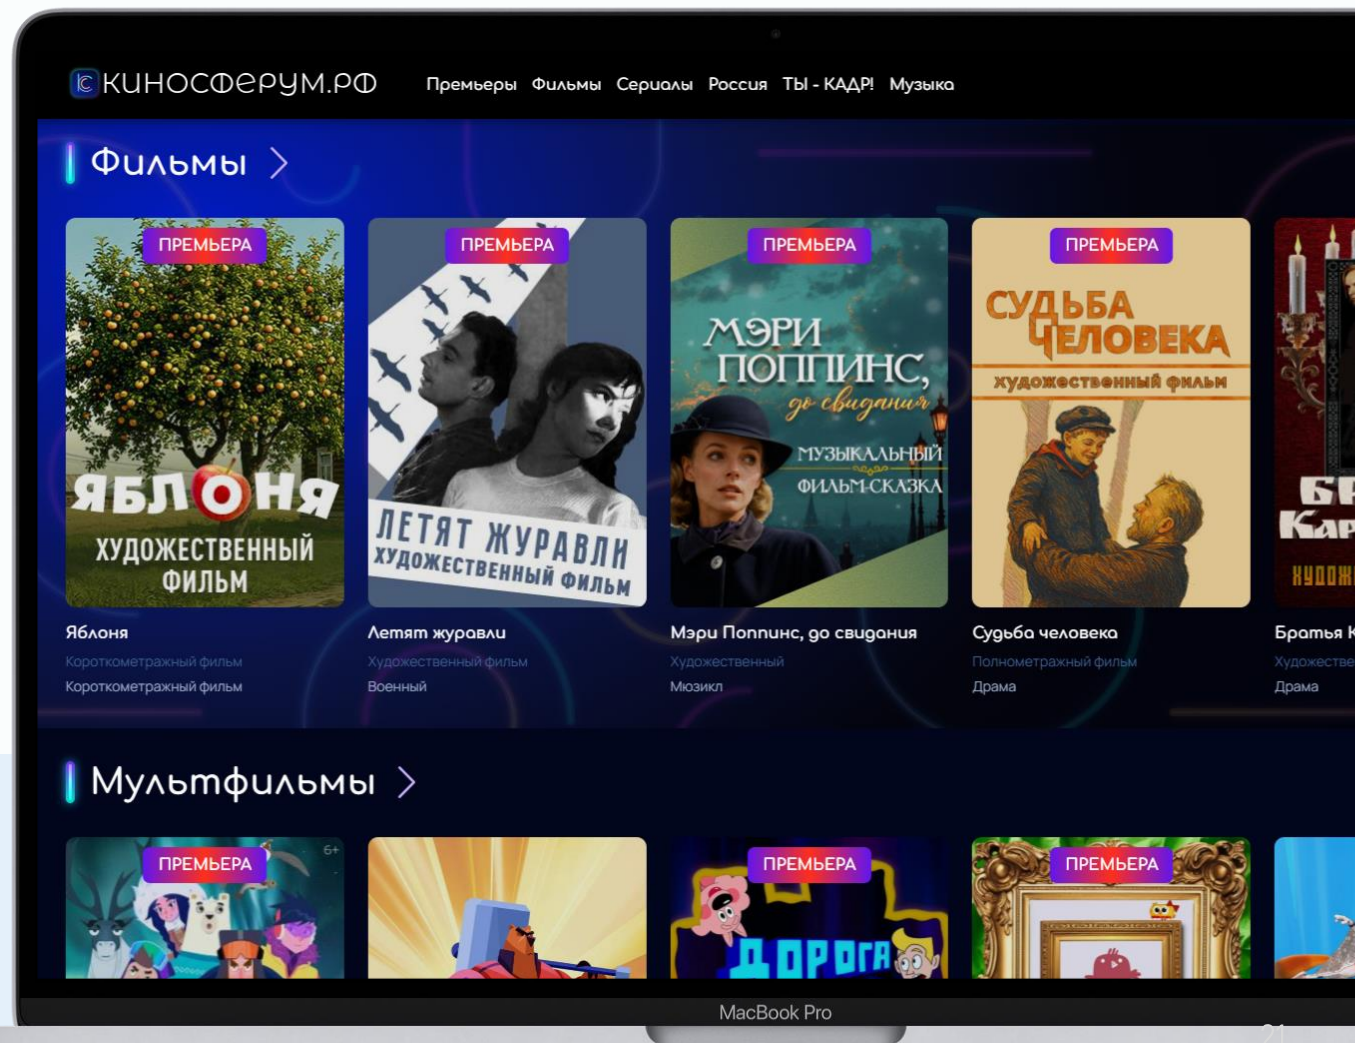 КИНОСФЕРУМ.РФ
Премьеры Фильмы Сериалы Россия ТЫ - КАДР! Музыка
Фильмы
ПРЕМЬЕРА
ПРЕМЬЕРА
ПРЕМЬЕРА
ПРЕМЬЕРА
ЯБЛОНЯ
ХУДОЖЕСТВЕННЫЙ
ФИЛЬМ
ЛЕТЯТ ЖУРАВЛИ
ХУДОЖЕСТВЕННЫЙ ФИЛЬМ
МЭРИ
ПОППИНС,
до свидания
МУЗЫКАЛЬНЫЙ
ФИЛЬМ-СКАЗКА
СУДЬБА
ЧЕЛОВЕКА
художественный фильм
Яблоня
Короткометражный фильм
Короткометражный фильм
Летят журавли
Художественный фильм
Военный
Мэри Поппинс, до свидания
Художественный
Мюзикл
Судьба человека
Полнометражный фильм
Драма
Братья
Драма
Мультфильмы
ПРЕМЬЕРА
6+
ПРЕМЬЕРА
ДОРОГА
ПРЕМЬЕРА
MacBook Pro
21